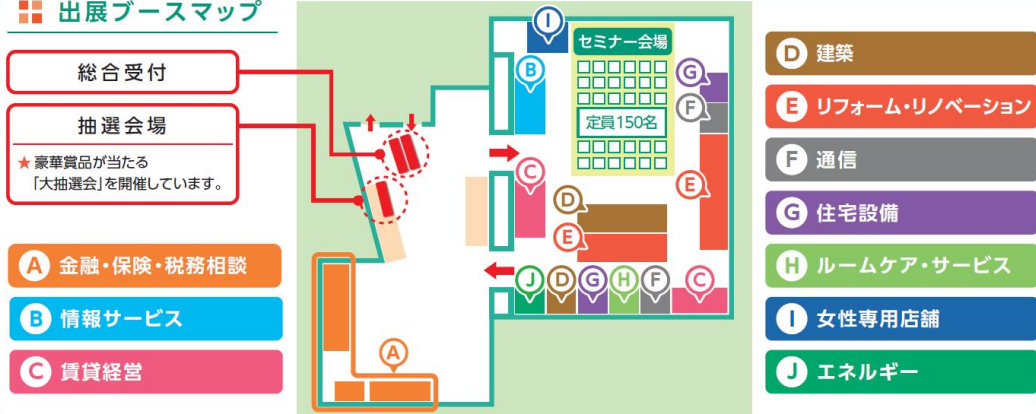 出展ブースマップ
総合受付
抽選会場
★豪華賞品が当たる
「大抽選会」を開催しています。
A 金融・保険・税務相談
B 情報サービス
C 賃貸経営
I
セミナー会場
B
G
F
定員150名
C
D
E
E
J D G H F C
A
D 建築
E リフォーム・リノベーション
F 通信
G 住宅設備
H ルームケア・サービス
I 女性専用店舗
J エネルギー